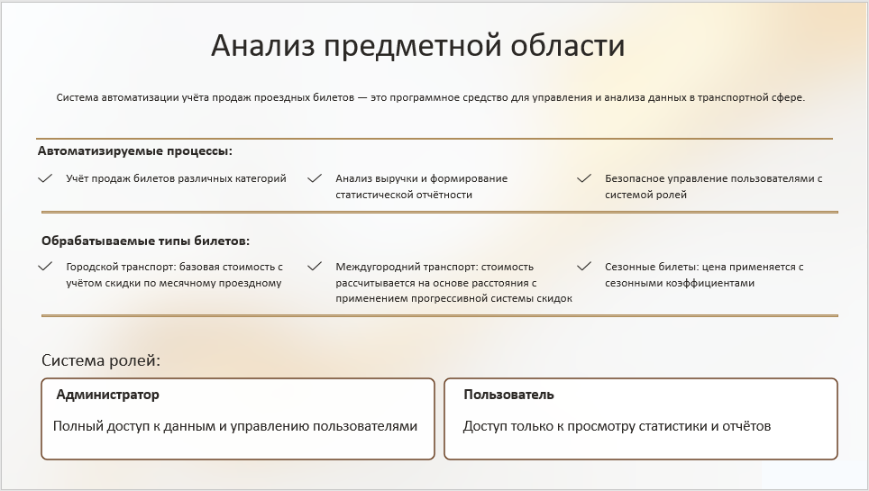 Анализ предметной области
Система автоматизации учёта продаж проездных билетов — это программное средство для управления и анализа данных в транспортной сфере.
Автоматизируемые процессы:
Учёт продаж билетов различных категорий
Анализ выручки и формирование
статистической отчётности
Безопасное управление пользователями с
системой ролей
Обрабатываемые типы билетов:
Городской транспорт: базовая стоимость с
учётом скидки по месячному проездному
Междугородний транспорт: стоимость
рассчитывается на основе расстояния с
применением прогрессивной системы скидок
Сезонные билеты: цена применяется с
сезонными коэффициентами
Система ролей:
Администратор
Полный доступ к данным и управлению пользователями
Пользователь
Доступ только к просмотру статистики и отчётов